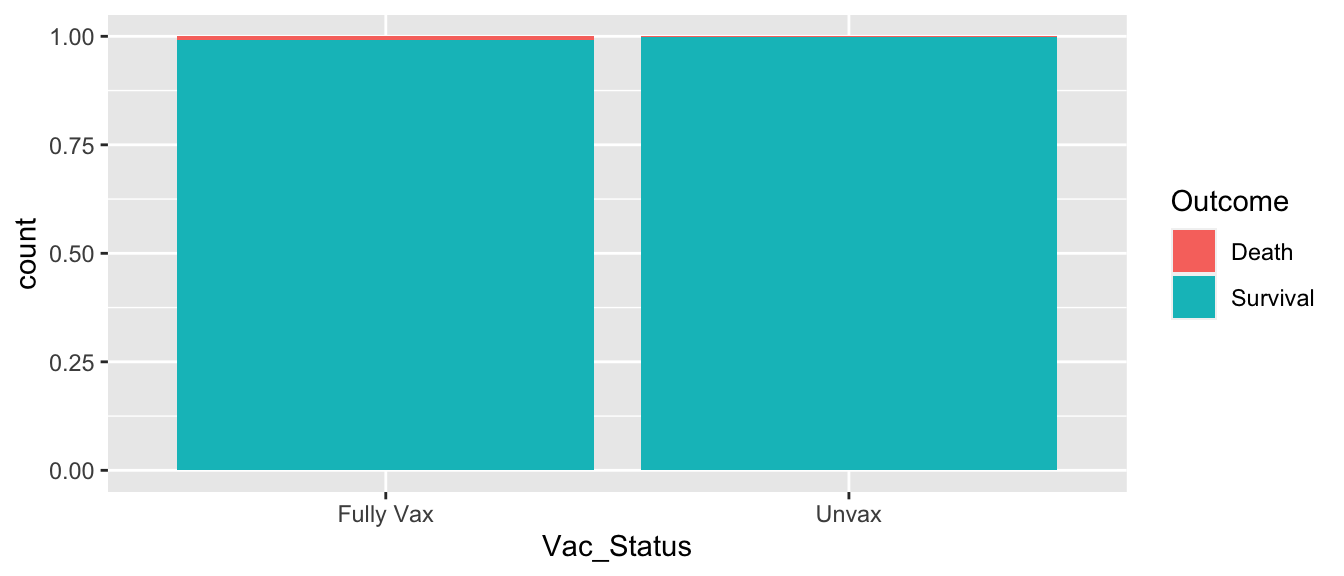 1.00
0.75
0.50
0.25
0.00
count
Fully Vax
Unvax
Vac_Status
Outcome
Death
Survival